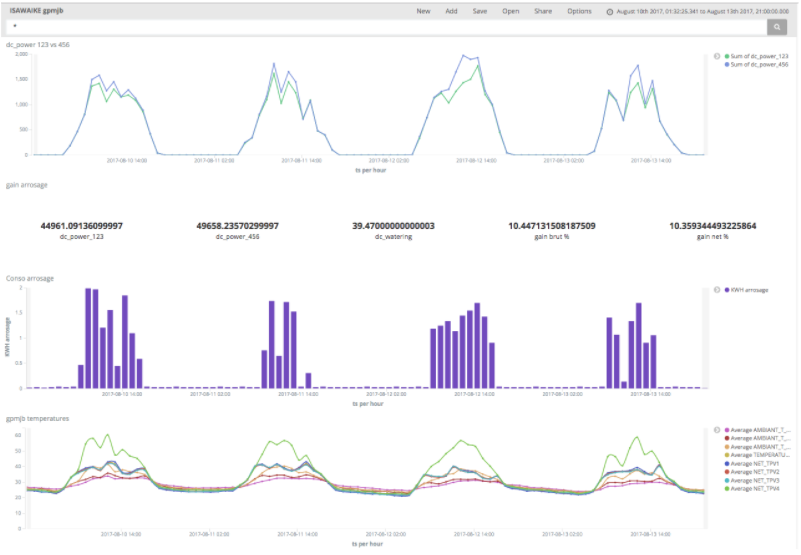 ISAWAIKE gpmjb New Add Save Open Share Options August 10th 2017, 01:32:25.341 to August 13th 2017, 21:00:00.000
*
dc_power 123 vs 456
2,000
1,500
1,000
500
0
Sum of dc_power_123
Sum of dc_power_456
2017-08-10 14:00 2017-08-11 02:00 2017-08-11 14:00 2017-08-12 02:00 2017-08-12 14:00 2017-08-13 02:00 2017-08-13 14:00
ts per hour
gain arrosage
44961.09136099997 49658.23570299997 39.47000000000003 10.447131508187509 10.359344493225864
dc_power_123 dc_power_456 dc_watering gain brut % gain net %
Conso arrosage
2
1.5
1
0.5
0
KWH arrosage
KWH arrosage
2017-08-10 14:00 2017-08-11 02:00 2017-08-11 14:00 2017-08-12 02:00 2017-08-12 14:00 2017-08-13 02:00 2017-08-13 14:00
ts per hour
gpmjb temperatures
60
50
40
30
20
10
0
Average AMBIANT_T_...
Average AMBIANT_T_...
Average AMBIANT_T_...
Average TEMPERATU...
Average NET_TPV1
Average NET_TPV2
Average NET_TPV3
Average NET_TPV4
2017-08-10 14:00 2017-08-11 02:00 2017-08-11 14:00 2017-08-12 02:00 2017-08-12 14:00 2017-08-13 02:00 2017-08-13 14:00
ts per hour